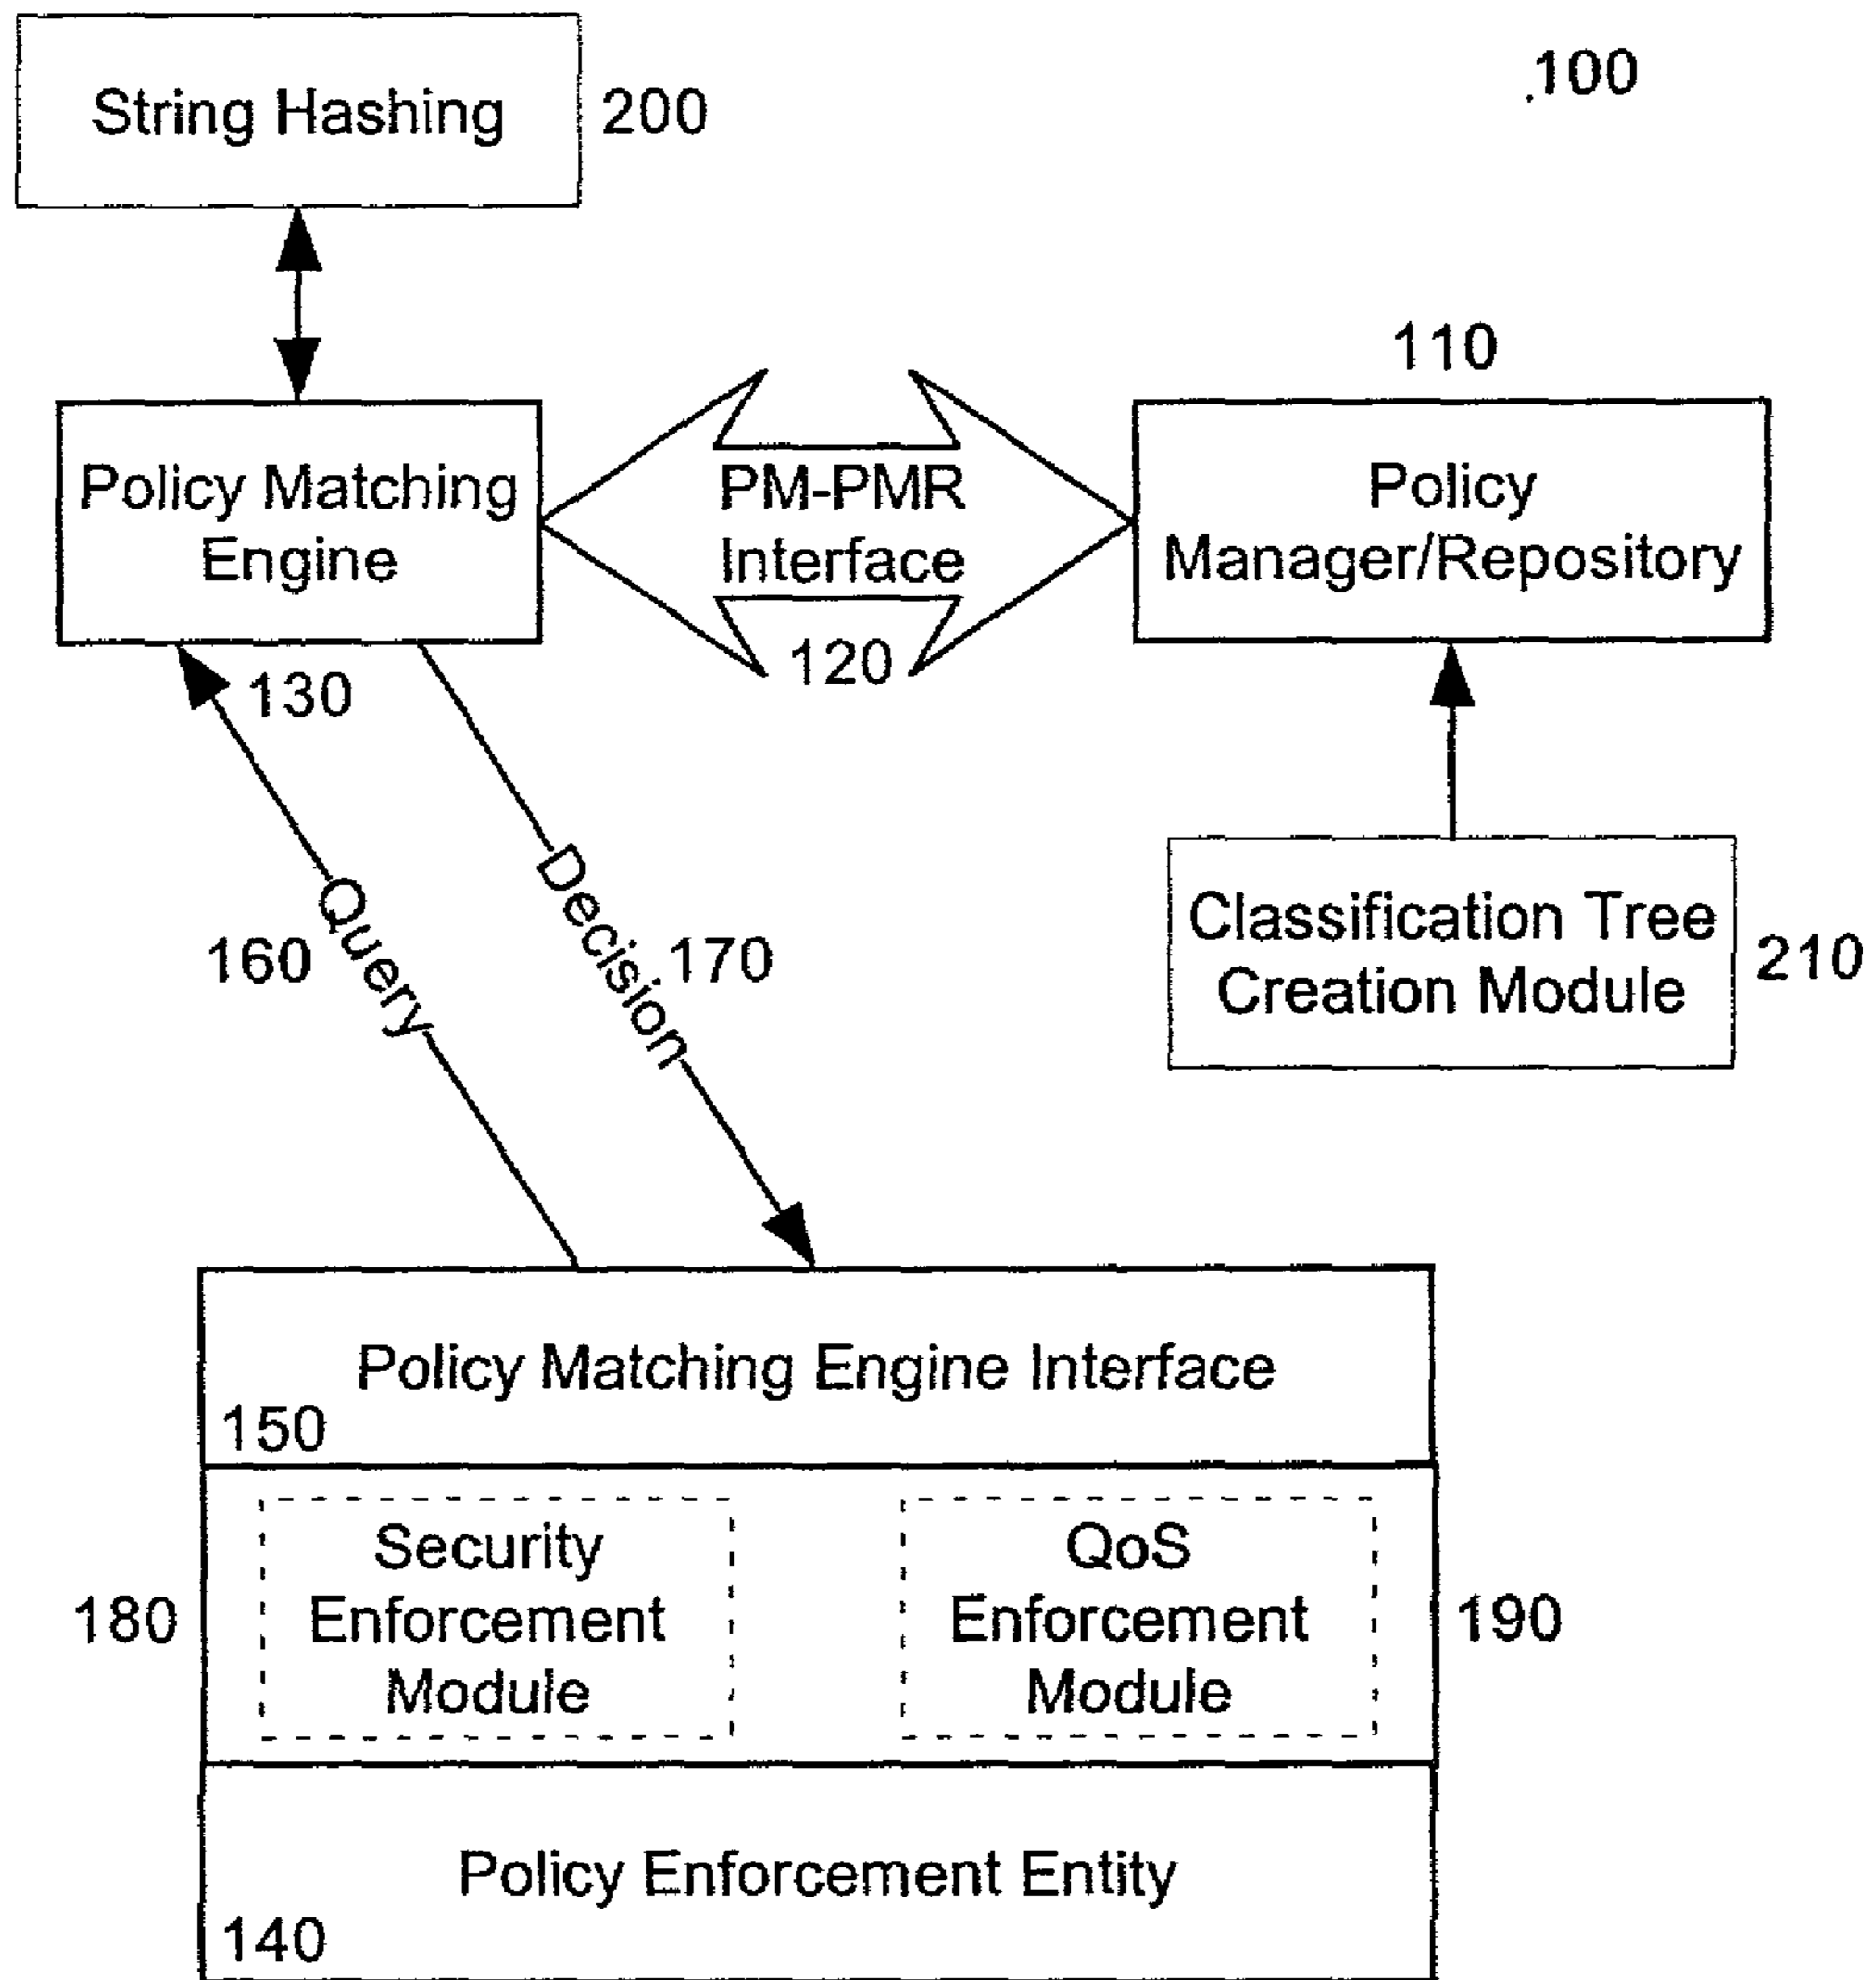 String Hashing
200
100
110
Policy Matching
Engine
130
PM-PMR
Interface
120
Policy
Manager/Repository
Query
160
Decision
170
Classification Tree
Creation Module
210
Policy Matching Engine Interface
150
Security
Enforcement
Module
180
QoS
Enforcement
Module
190
Policy Enforcement Entity
140